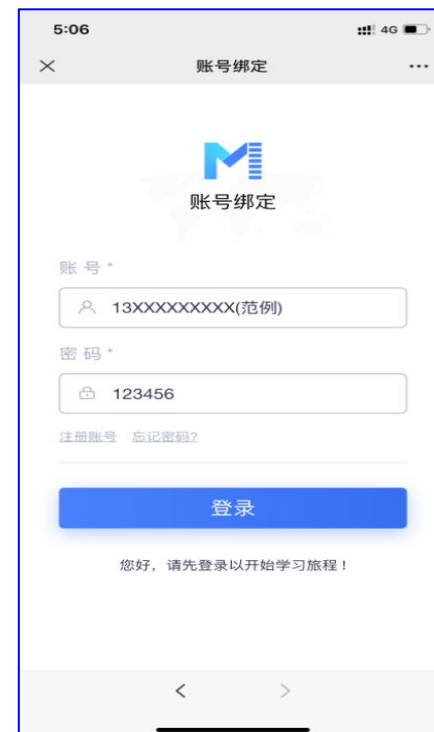 5:06
4G
账号绑定
账号绑定
账 号 *
13XXXXXXXXX(范例)
密 码 *
123456
注册账号 忘记密码?
登录
您好，请先登录以开始学习旅程！